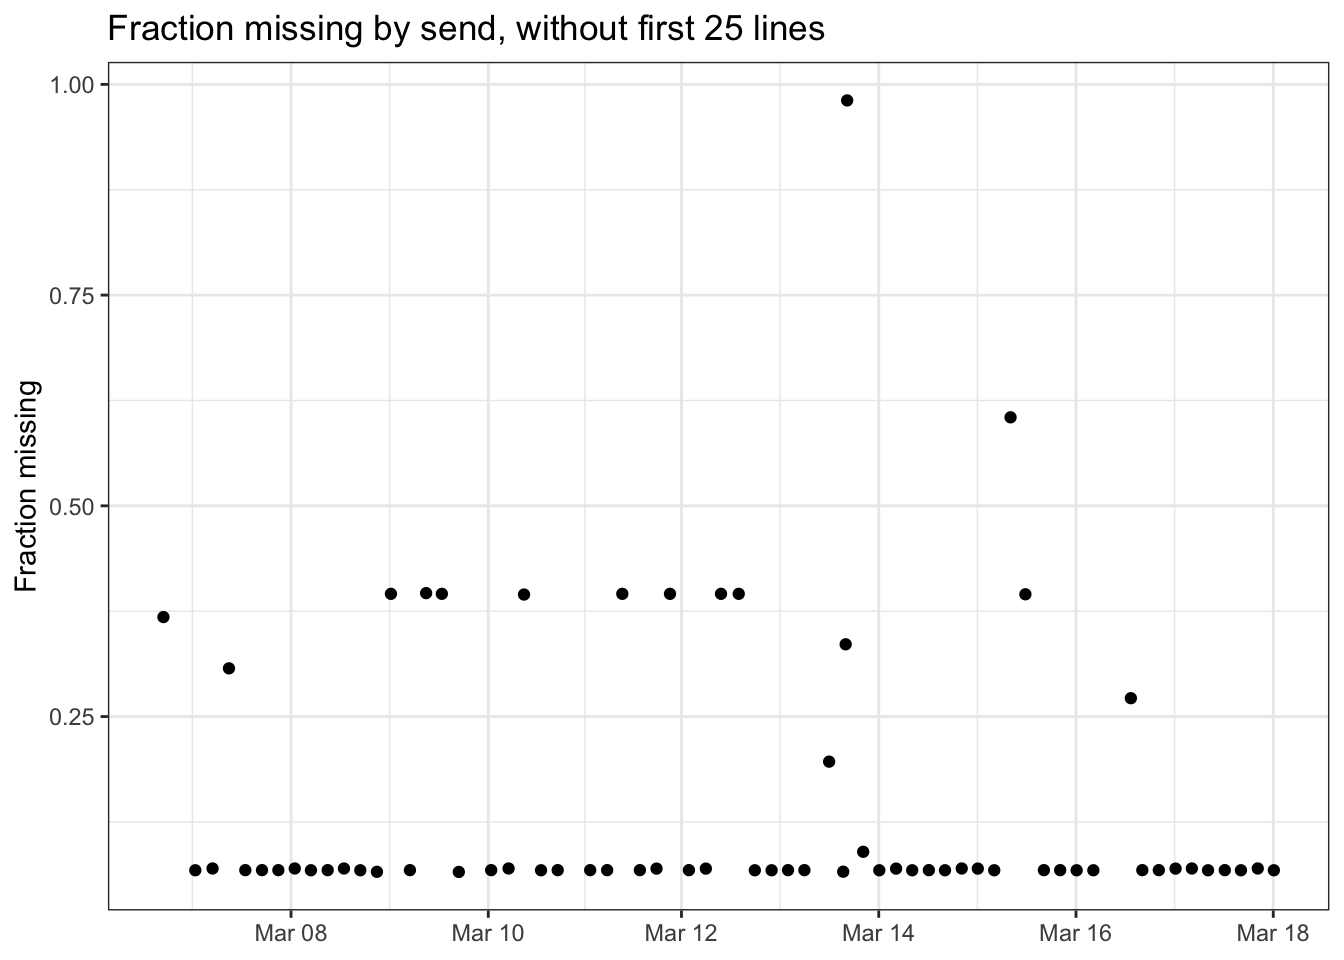 Fraction missing by send, without first 25 lines
1.00
0.75
0.50
0.25
Fraction missing
Mar 08
Mar 10
Mar 12
Mar 14
Mar 16
Mar 18